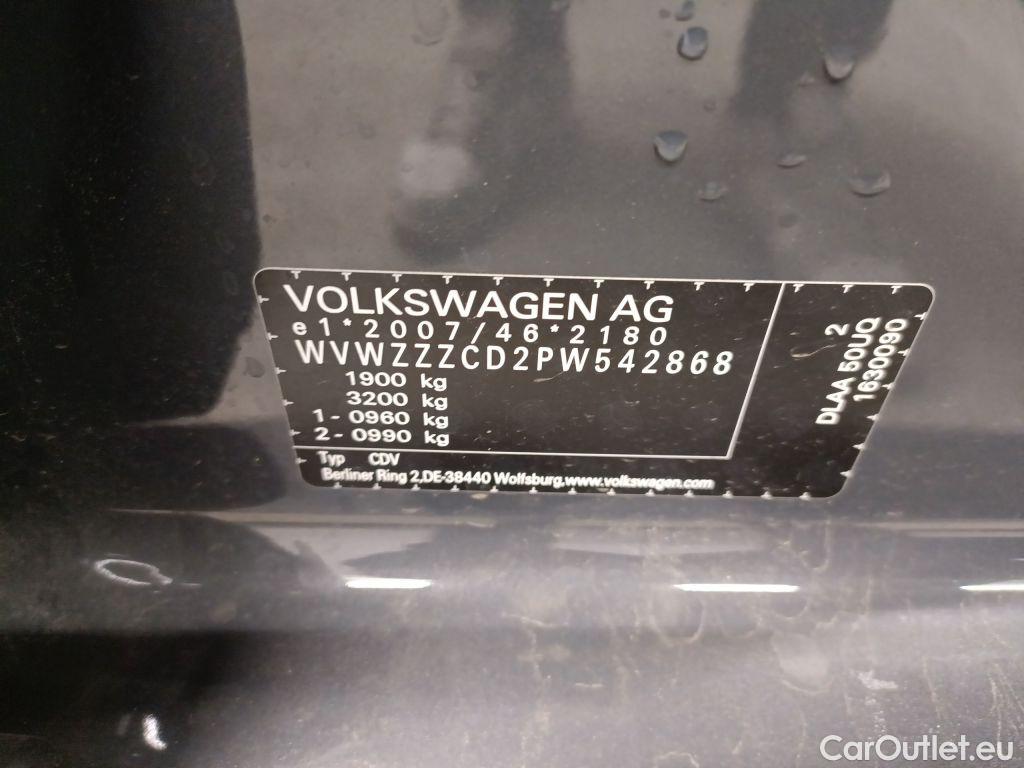 VOLKSWAGEN AG
e1*2007/46*2180
WVWZZZCD2PW542868
1900 kg
3200 kg
1- 0960 kg
2- 0990 kg
Typ CDV
Berliner Ring 2,DE-38440 Wolfsburg,www.volkswagen.com
2
DLAA 50UQ
1630090
CarOutlet.eu